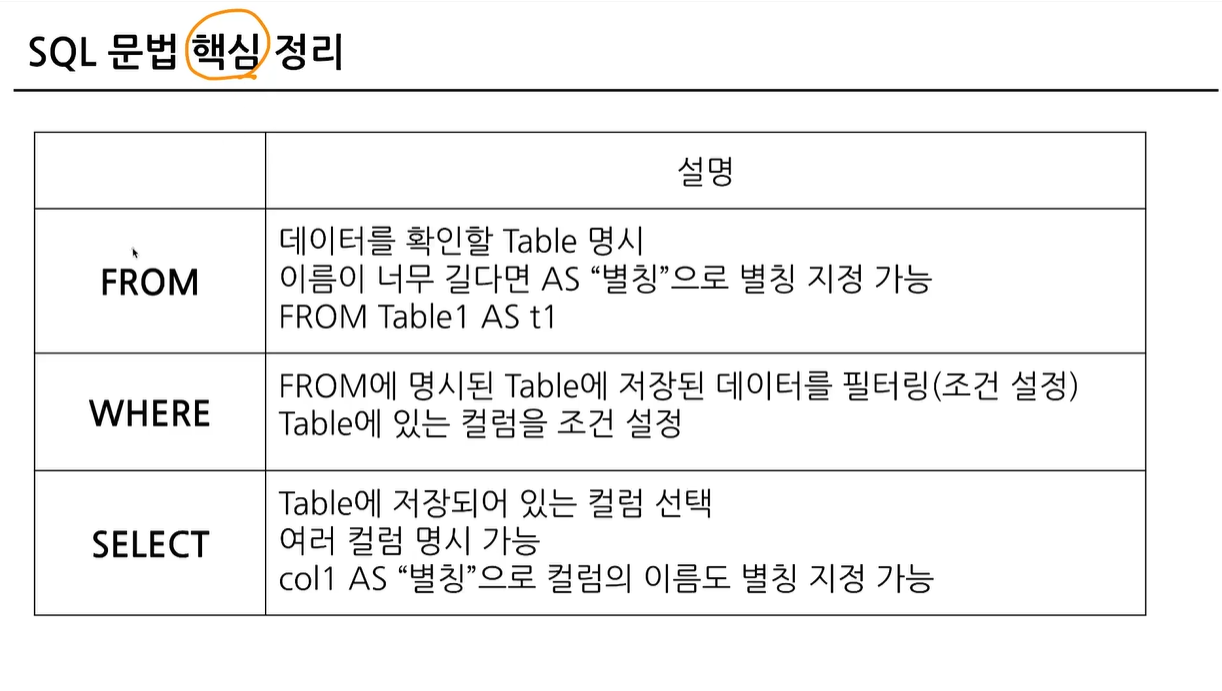 SQL 문법 핵심 정리
설명
FROM
데이터를 확인할 Table 명시
이름이 너무 길다면 AS “별칭”으로 별칭 지정 가능
FROM Table1 AS t1
WHERE
FROM에 명시된 Table에 저장된 데이터를 필터링(조건 설정)
Table에 있는 컬럼을 조건 설정
SELECT
Table에 저장되어 있는 컬럼 선택
여러 컬럼 명시 가능
col1 AS “별칭”으로 컬럼의 이름도 별칭 지정 가능